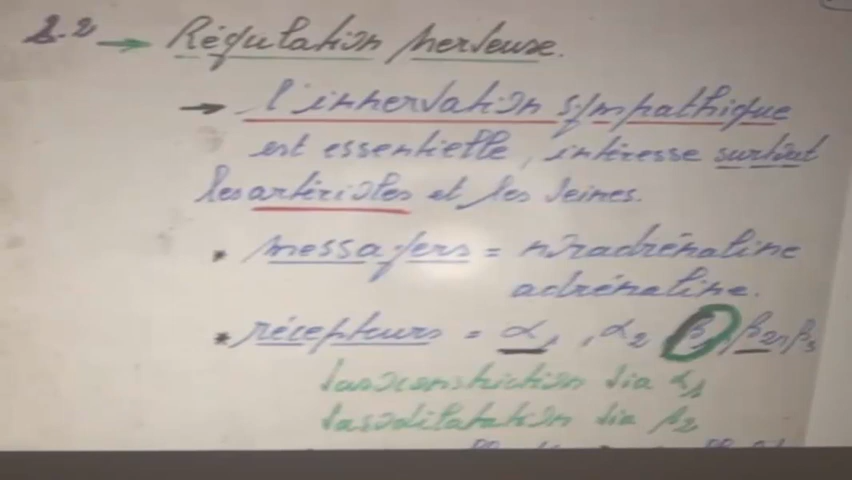 2.2 → Régulation nerveuse.
→ l'innervation sympathique
est essentielle, intéresse surtout
les artérioles et les veines.
* messagers = noradrénaline
adrénaline.
* récepteurs = α1, α2 β1, β2, β3
vasoconstriction via α1
vasodilatation via β2